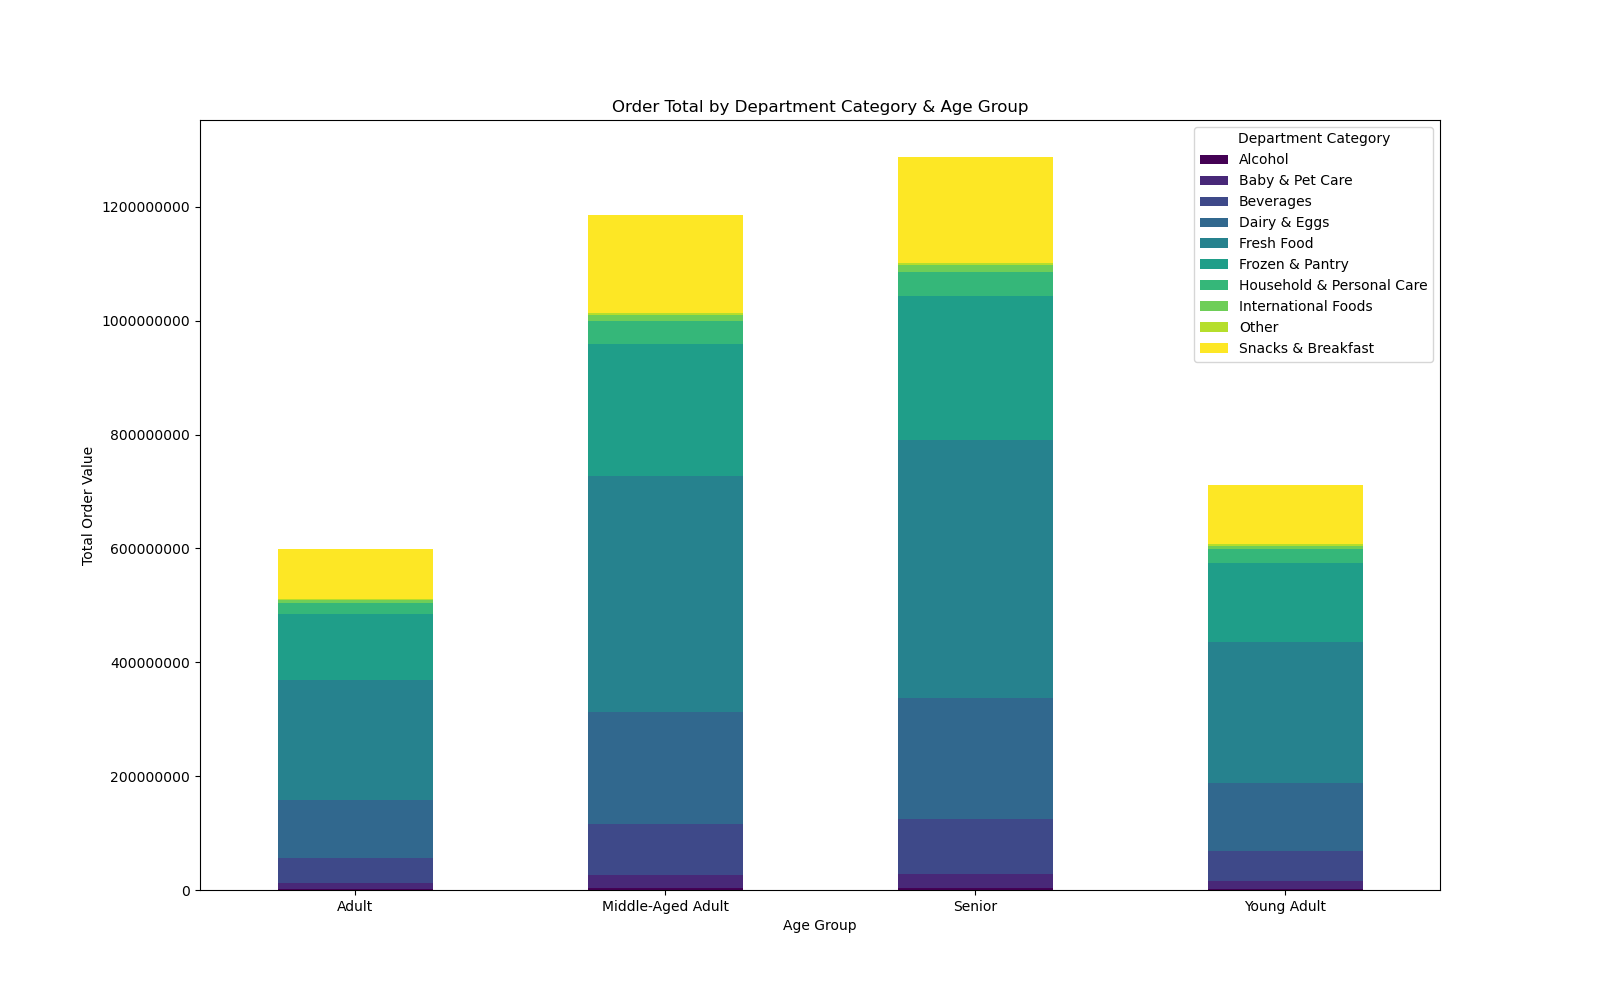 Order Total by Department Category & Age Group
Department Category
Alcohol
Baby & Pet Care
Beverages
Dairy & Eggs
Fresh Food
Frozen & Pantry
Household & Personal Care
International Foods
Other
Snacks & Breakfast
Total Order Value
1200000000
1000000000
800000000
600000000
400000000
200000000
0
Adult
Middle-Aged Adult
Senior
Young Adult
Age Group